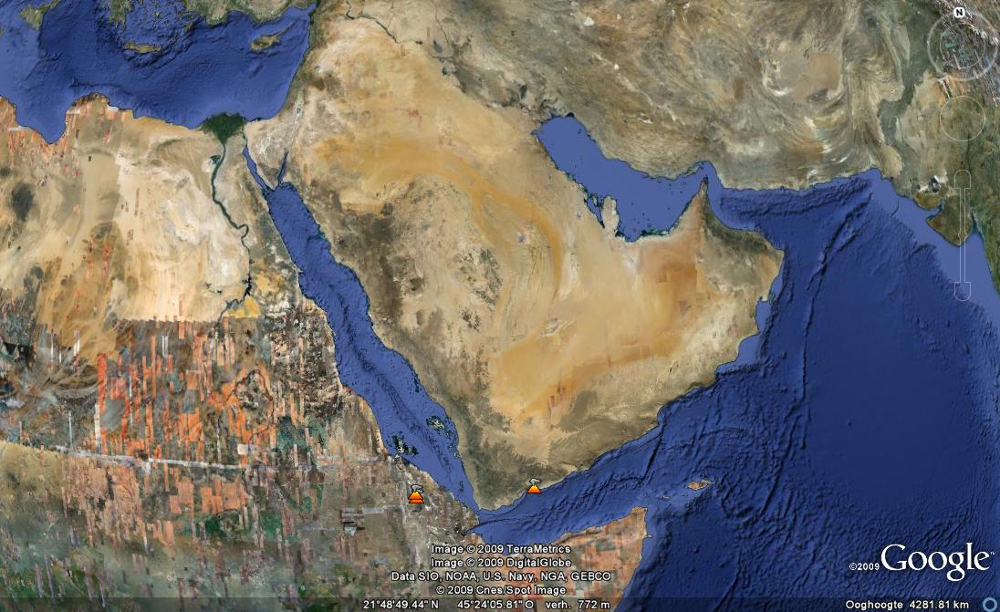 N
Image © 2009 TerraMetrics
Image © 2009 DigitalGlobe
Data SIO, NOAA, U.S. Navy, NGA, GEBCO
© 2009 Cnes/Spot Image
©2009 Google™
21°48'49.44" N 45°24'05.81" O verh. 772 m
Ooghoogte 4281.81 km